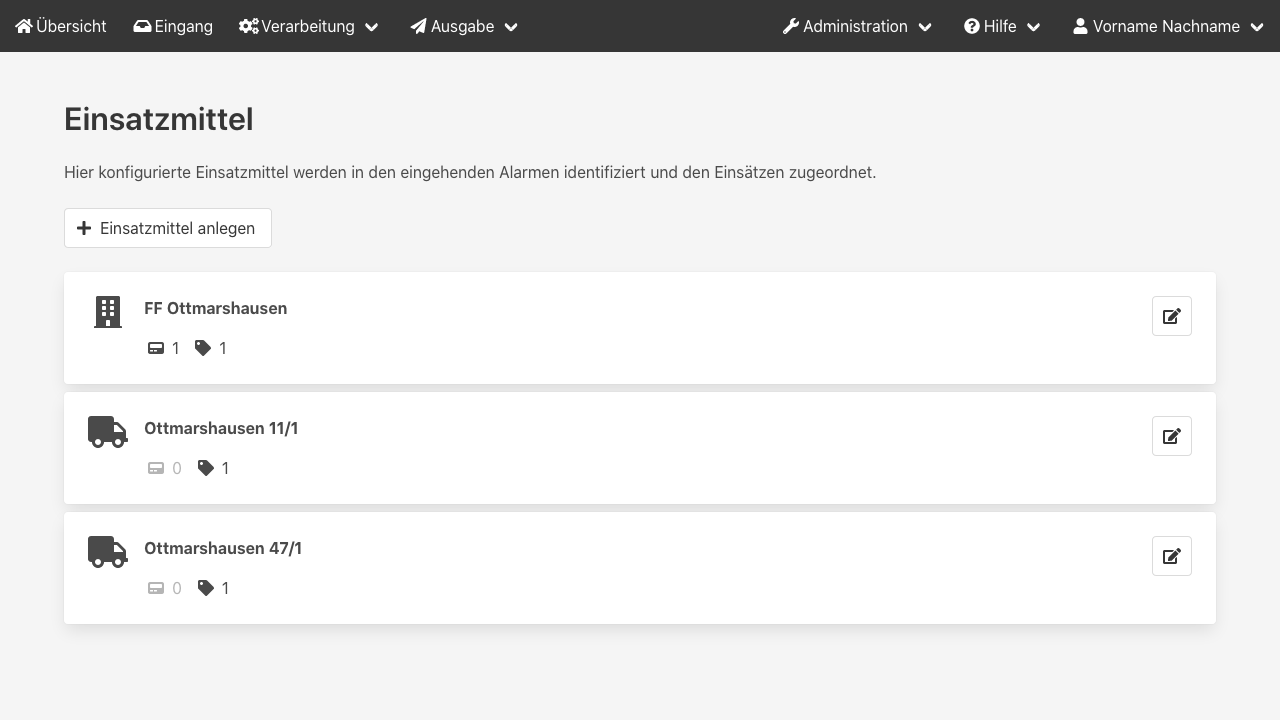 Übersicht Eingang Verarbeitung Ausgabe Administration Hilfe Vorname Nachname
Einsatzmittel
Hier konfigurierte Einsatzmittel werden in den eingehenden Alarmen identifiziert und den Einsätzen zugeordnet.
Einsatzmittel anlegen
FF Ottmarshausen
1 1
Ottmarshausen 11/1
0 1
Ottmarshausen 47/1
0 1